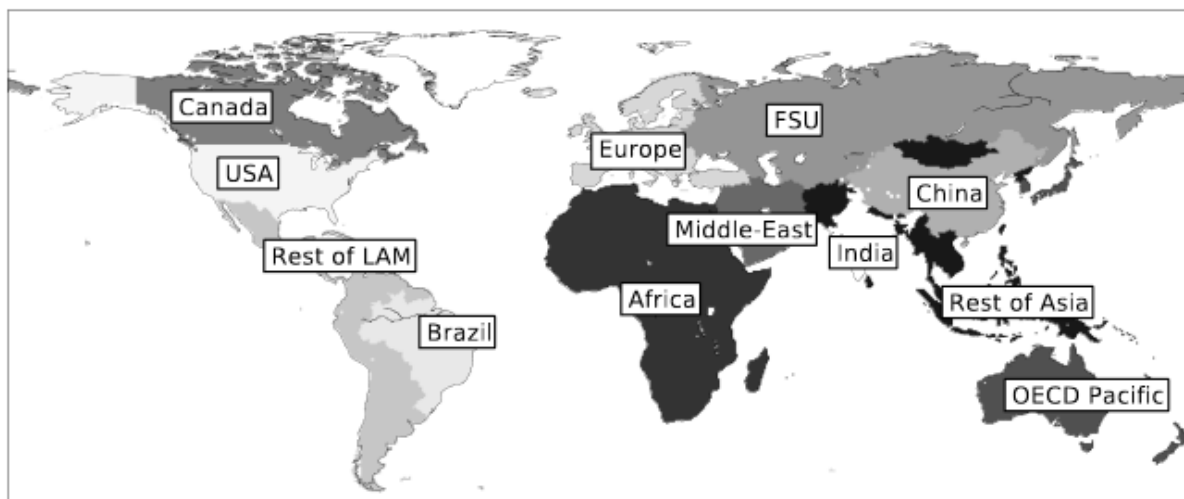 Canada
FSU
Europe
USA
China
Middle-East
India
Rest of LAM
Africa
Rest of Asia
Brazil
OECD Pacific